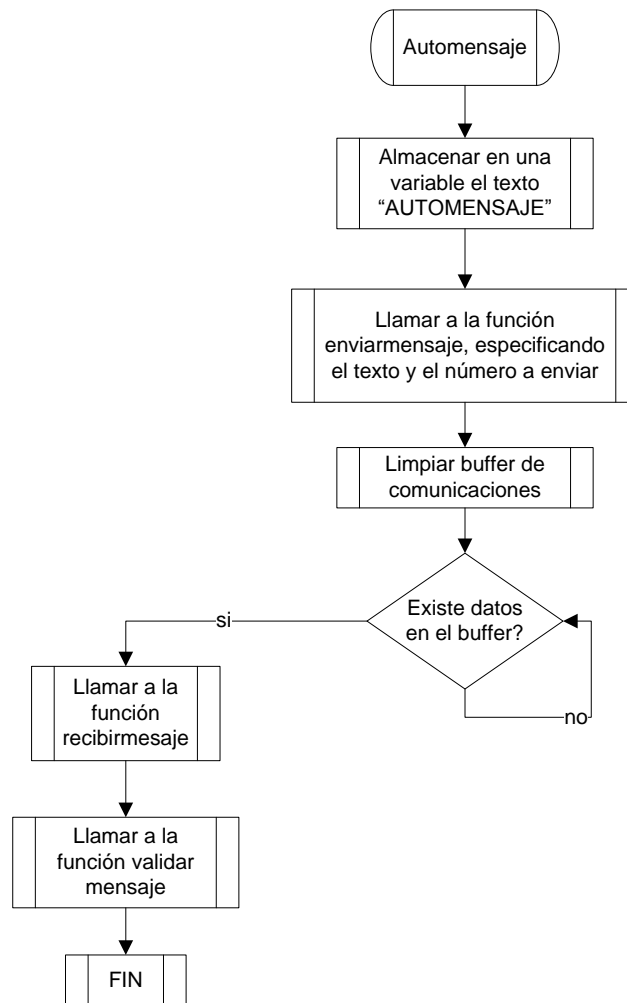 Automensaje
Almacenar en una
variable el texto
“AUTOMENSAJE”
Llamar a la función
enviarmensaje, especificando
el texto y el número a enviar
Limpiar buffer de
comunicaciones
Existe datos
en el buffer?
si
no
Llamar a la
función
recibirmesaje
Llamar a la
función validar
mensaje
FIN